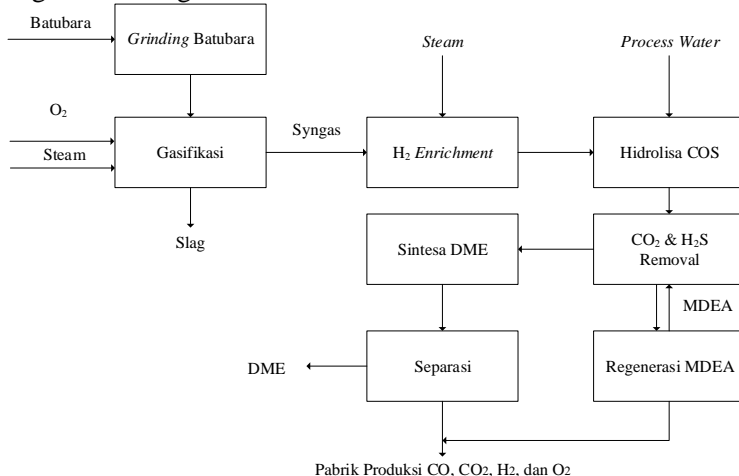 Batubara
Grinding Batubara
Steam
Process Water
O2
Steam
Gasifikasi
Syngas
H2 Enrichment
Hidrolisa COS
Slag
Sintesa DME
CO2 & H2S
Removal
MDEA
DME
Separasi
Regenerasi MDEA
Pabrik Produksi CO, CO2, H2, dan O2